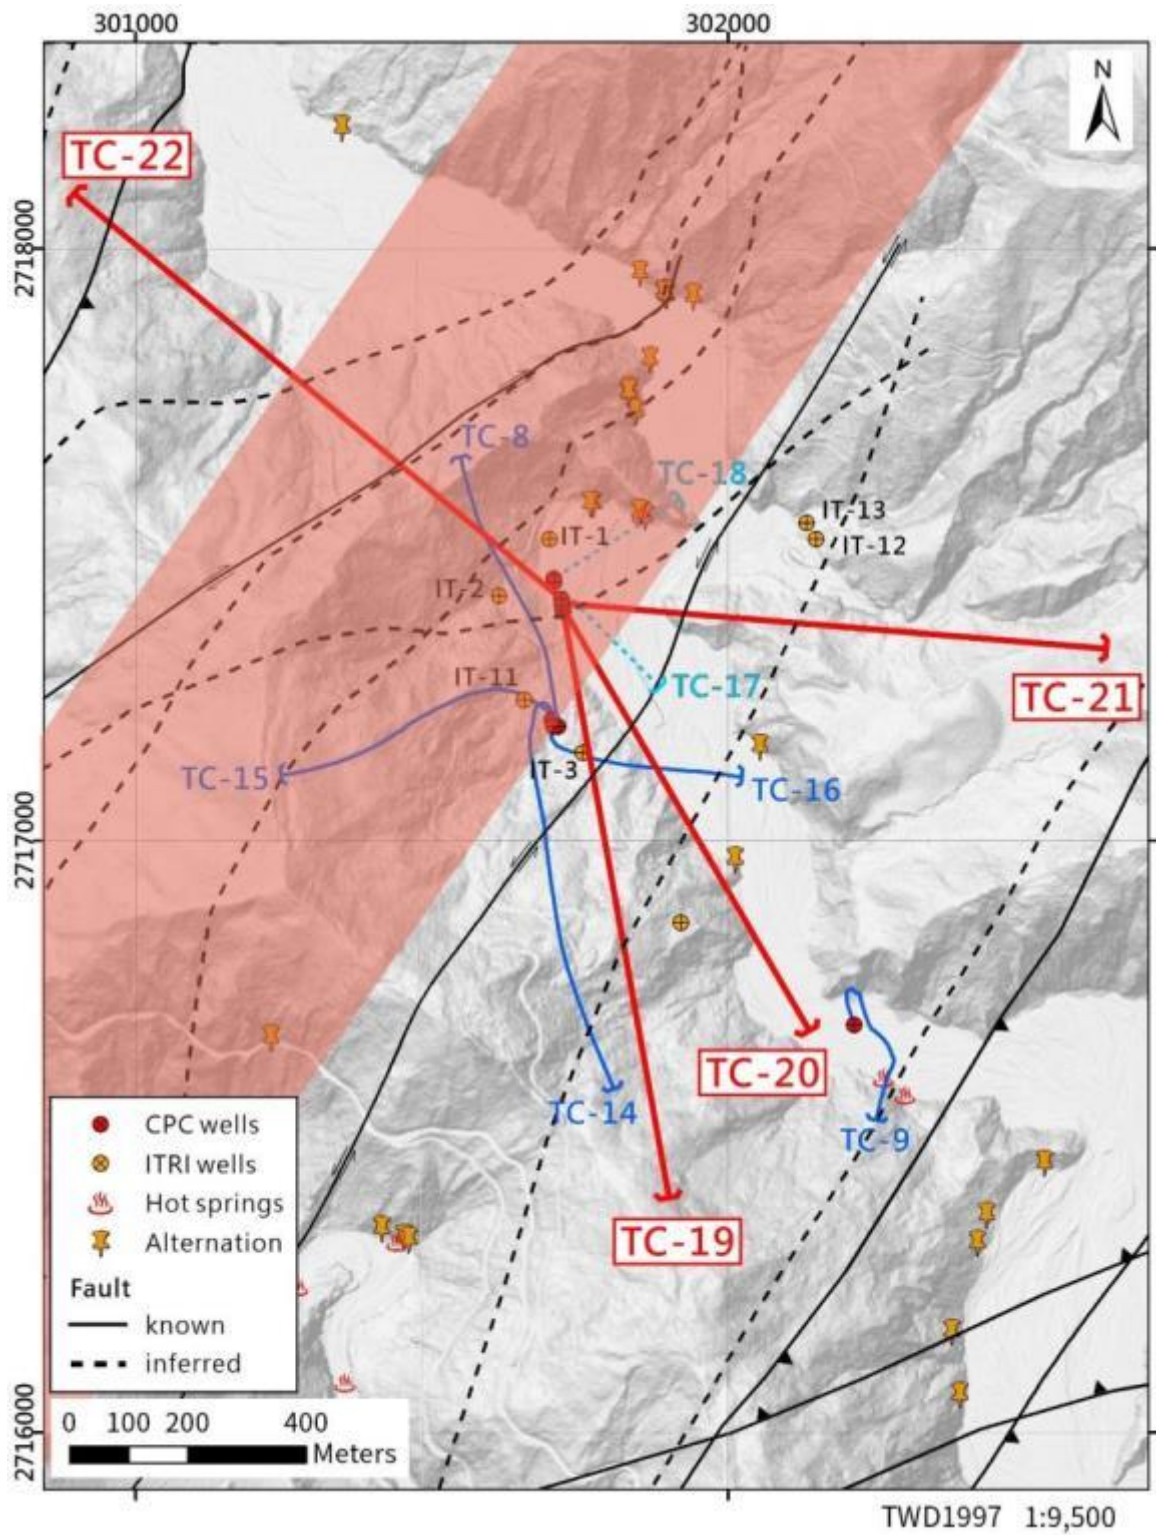 301000
302000
N
TC-22
2718000
TC-8
TC-18
IT-13
IT-1
IT-12
IT-2
IT-11
TC-17
TC-21
TC-15
IT-3
TC-16
2717000
TC-20
TC-14
TC-9
CPC wells
ITRI wells
Hot springs
Alternation
TC-19
Fault
known
inferred
0 100 200 400
Meters
2716000
TWD1997 1:9,500